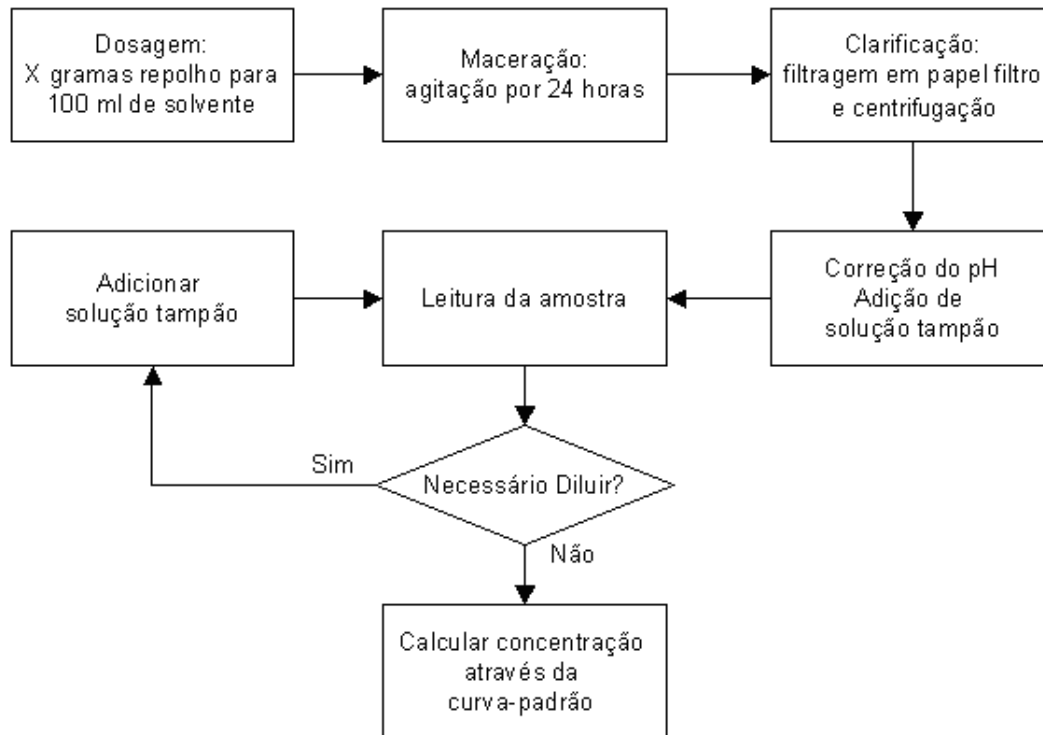 Dosagem:
X gramas repolho para
100 ml de solvente
Maceração:
agitação por 24 horas
Clarificação:
filtragem em papel filtro
e centrifugação
Correção do pH
Adição de
solução tampão
Leitura da amostra
Adicionar
solução tampão
Necessário Diluir?
Sim
Não
Calcular concentração
através da
curva-padrão